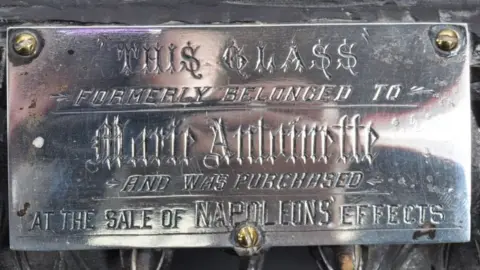 THIS GLASS
FORMERLY BELONGED TO
Marie Antoinette
AND WAS PURCHASED
AT THE SALE OF NAPOLEONS EFFECTS